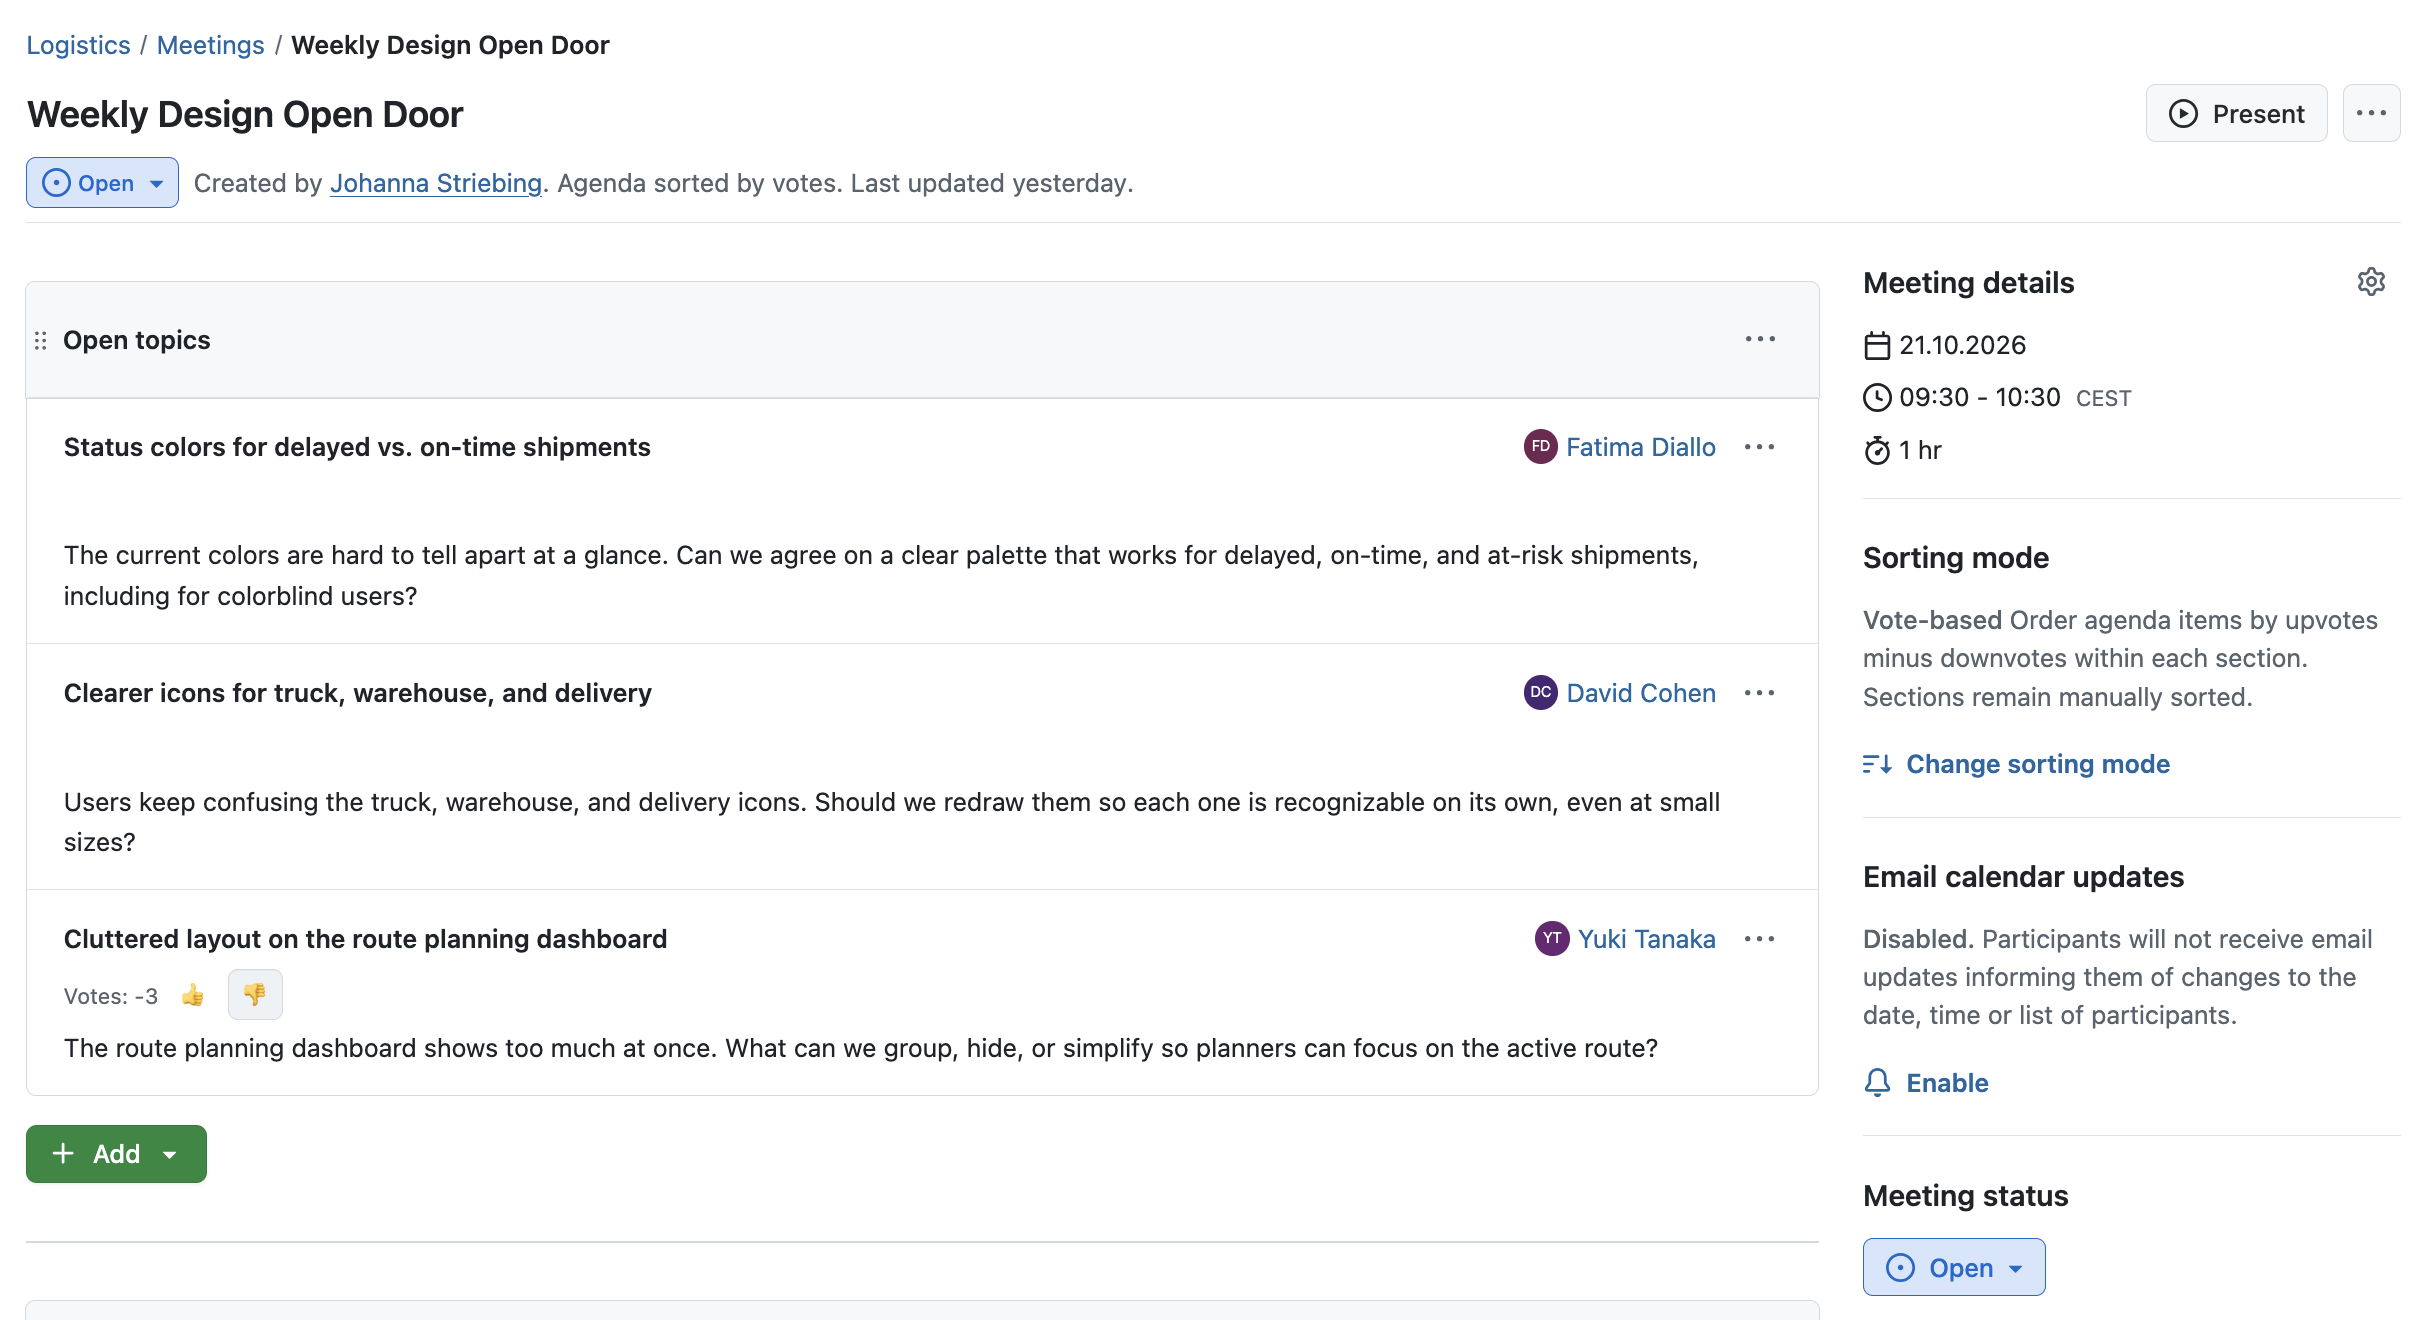 Logistics / Meetings / Weekly Design Open Door
Weekly Design Open Door
Present
Open
Created by Johanna Striebing. Agenda sorted by votes. Last updated yesterday.
Open topics
Status colors for delayed vs. on-time shipments
FD Fatima Diallo
The current colors are hard to tell apart at a glance. Can we agree on a clear palette that works for delayed, on-time, and at-risk shipments,
including for colorblind users?
Clearer icons for truck, warehouse, and delivery
DC David Cohen
Users keep confusing the truck, warehouse, and delivery icons. Should we redraw them so each one is recognizable on its own, even at small
sizes?
Cluttered layout on the route planning dashboard
YT Yuki Tanaka
Votes: -3 👍 👎
The route planning dashboard shows too much at once. What can we group, hide, or simplify so planners can focus on the active route?
+ Add
Meeting details
21.10.2026
09:30 - 10:30 CEST
1 hr
Sorting mode
Vote-based Order agenda items by upvotes
minus downvotes within each section.
Sections remain manually sorted.
Change sorting mode
Email calendar updates
Disabled. Participants will not receive email
updates informing them of changes to the
date, time or list of participants.
Enable
Meeting status
Open